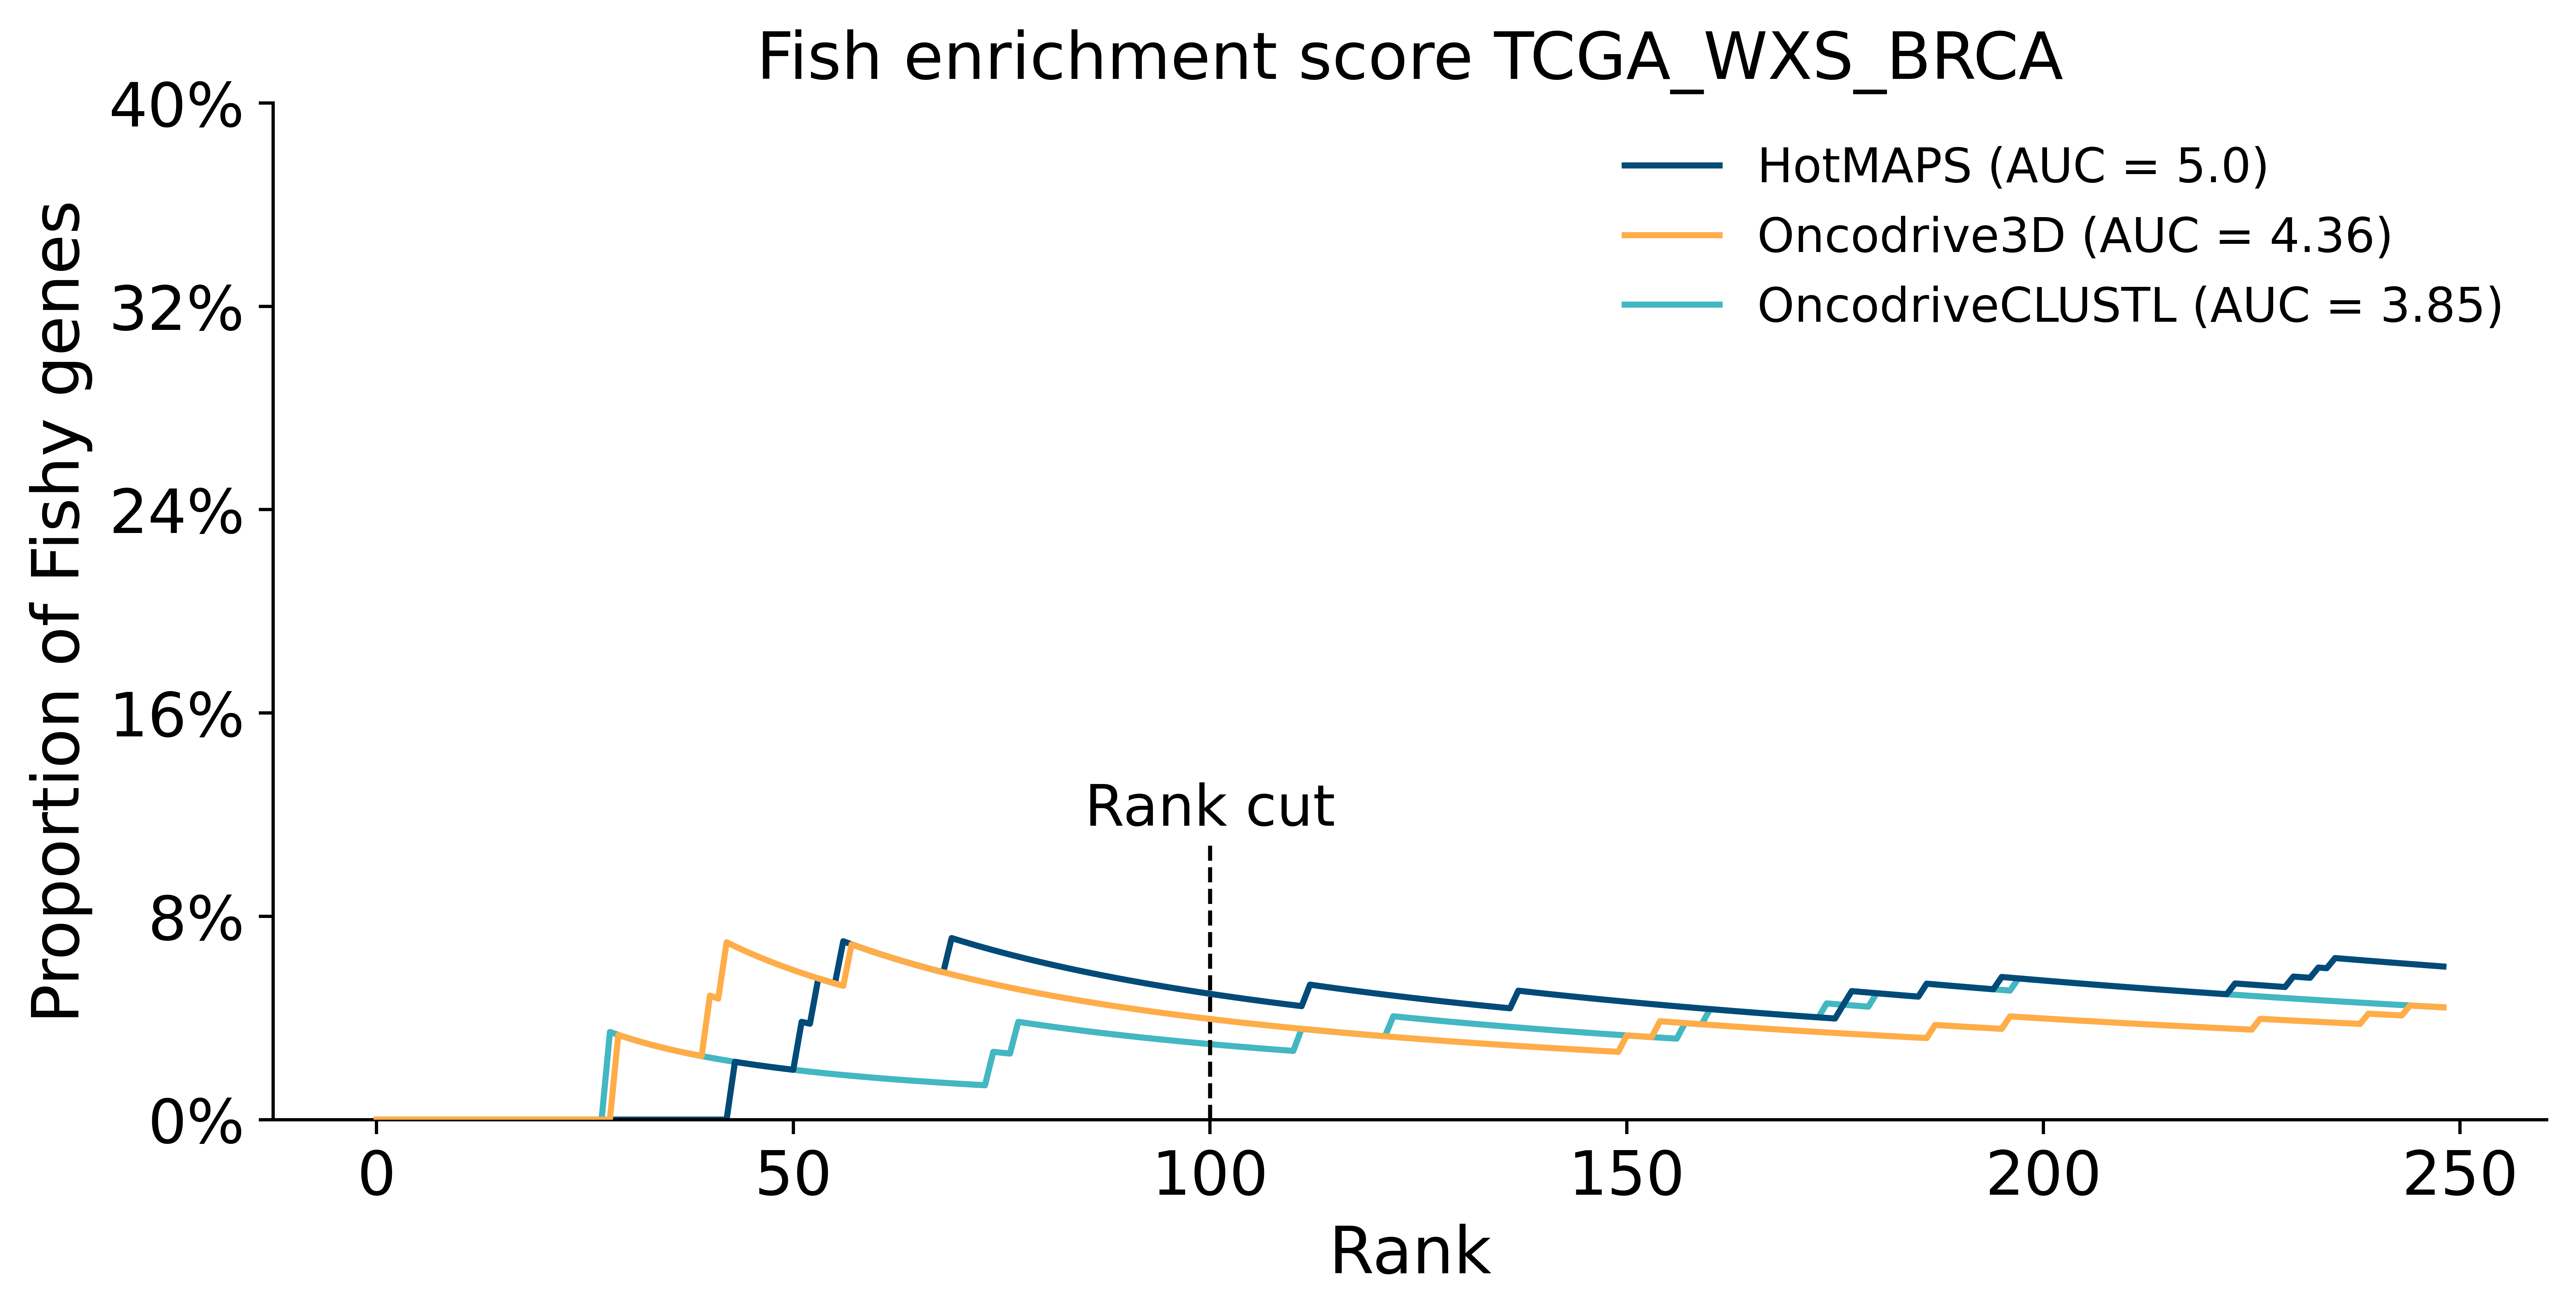 Fish enrichment score TCGA_WXS_BRCA
Proportion of Fishy genes
40%
32%
24%
16%
8%
0%
HotMAPS (AUC = 5.0)
Oncodrive3D (AUC = 4.36)
OncodriveCLUSTL (AUC = 3.85)
Rank cut
0
50
100
150
200
250
Rank